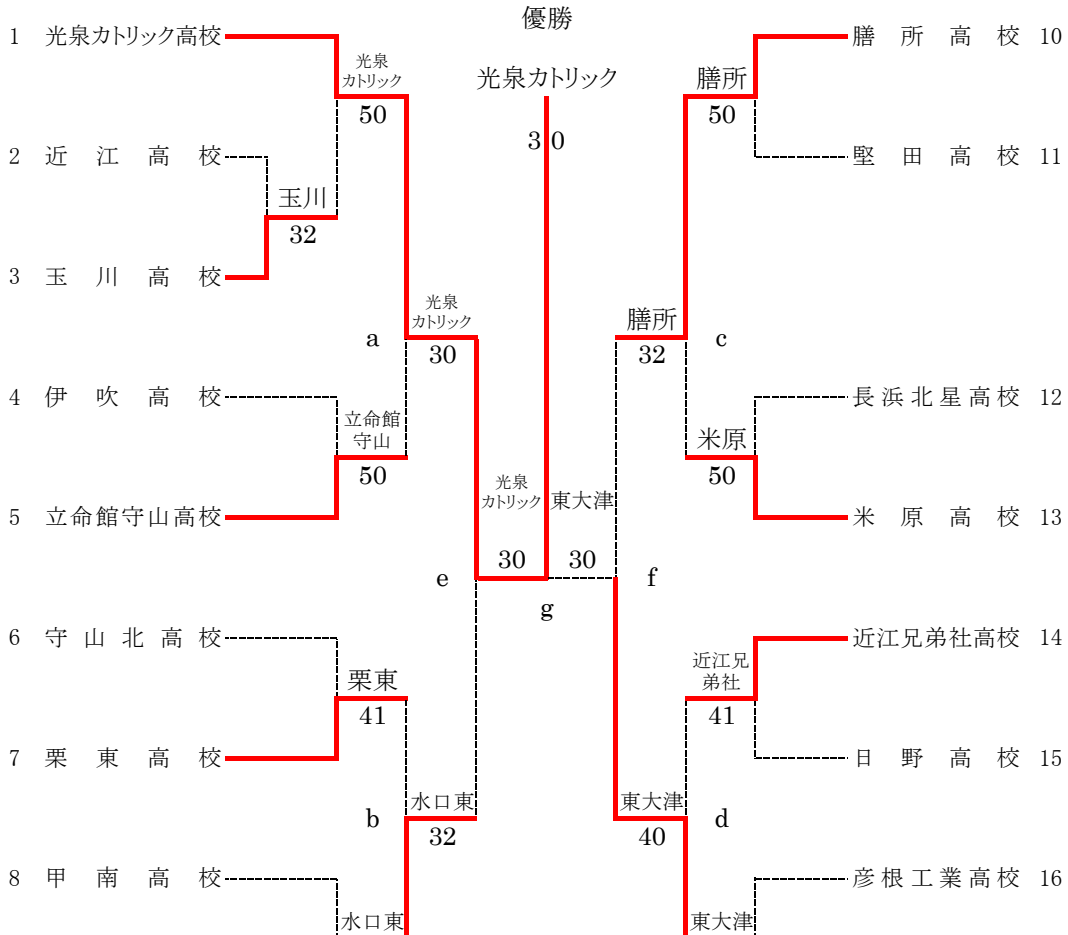 優勝
1 光泉カトリック高校
膳所高校 10
光泉
カトリック
50
光泉カトリック
膳所
50
30
2 近江高校
堅田高校 11
玉川
32
3 玉川高校
光泉
カトリック
30
a
膳所
32
c
4 伊吹高校
長浜北星高校 12
立命館
守山
50
米原
50
5 立命館守山高校
米原高校 13
光泉
カトリック
東大津
30
30
e
f
g
6 守山北高校
近江兄弟社高校 14
栗東
41
近江兄
弟社
41
7 栗東高校
日野高校 15
b
水口東
32
東大津
40
d
8 甲南高校
彦根工業高校 16
水口東
東大津